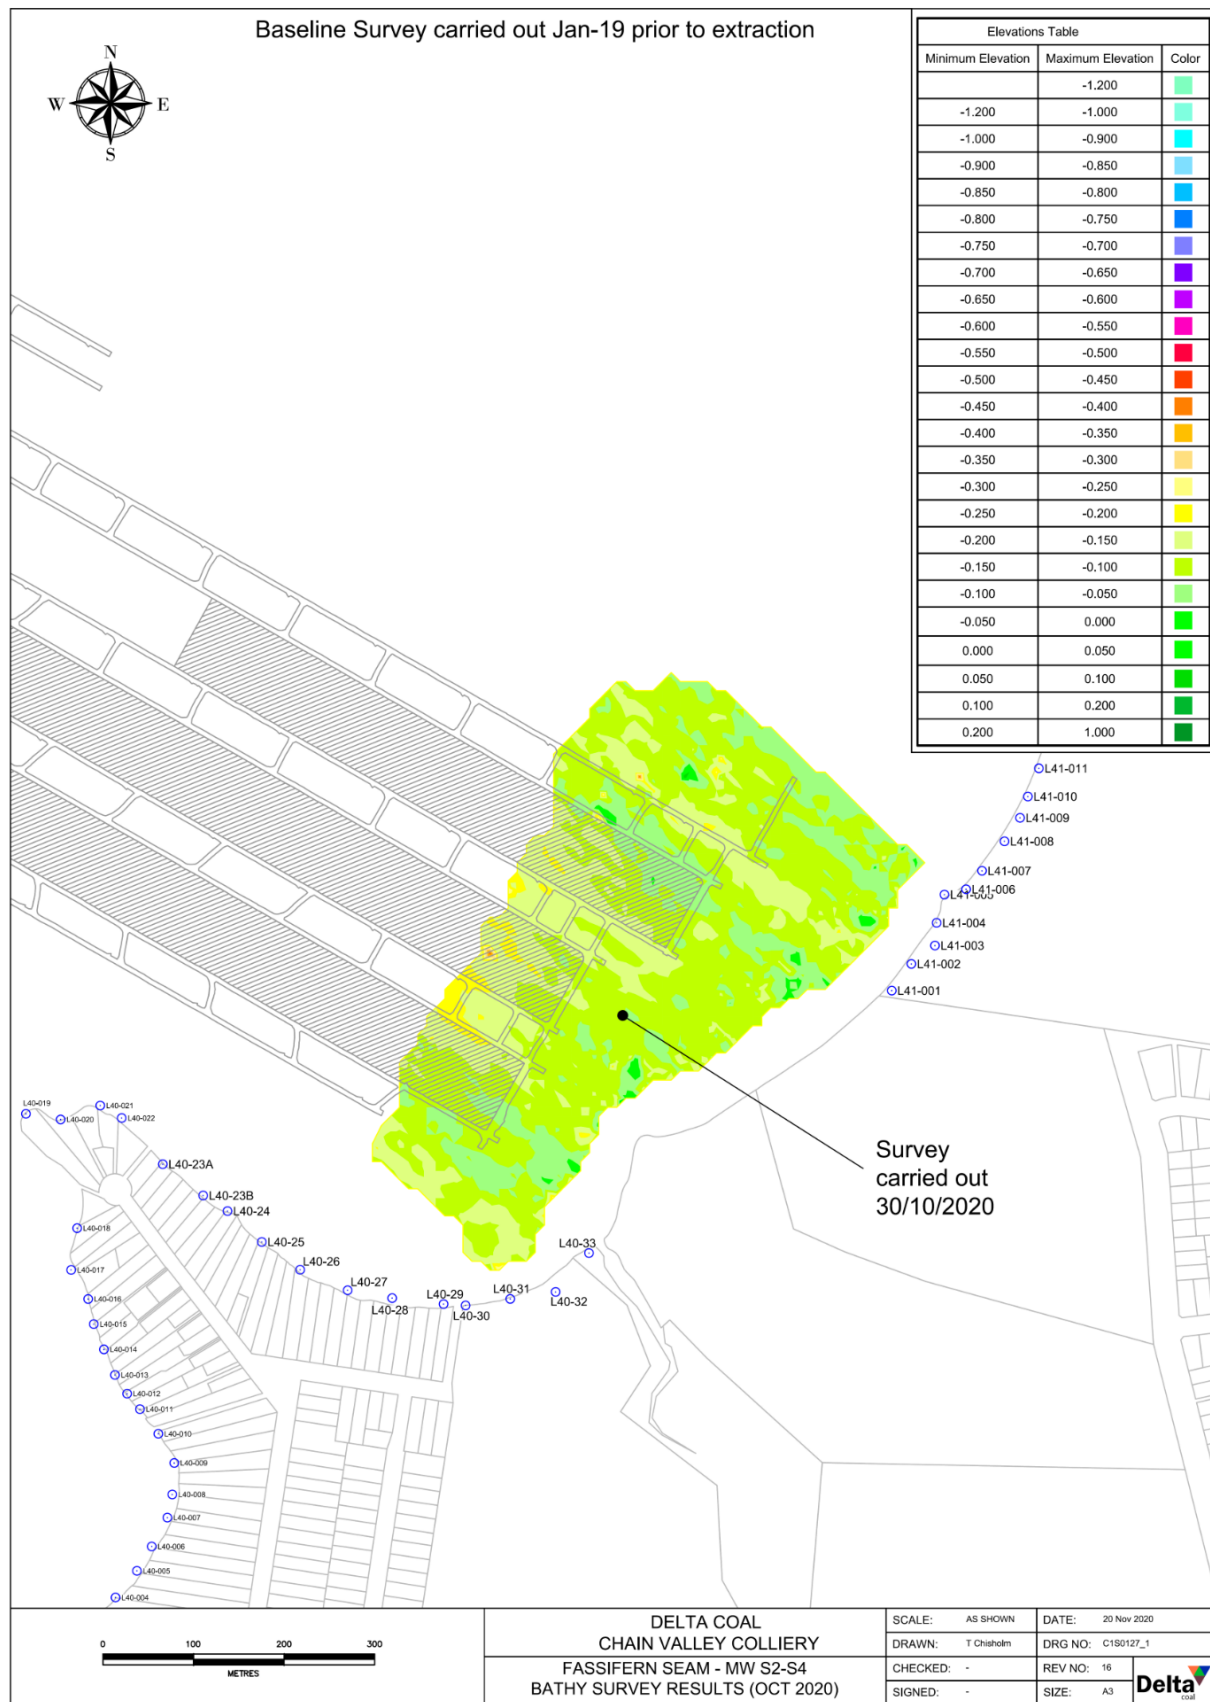 Baseline Survey carried out Jan-19 prior to extraction
N
W E
S
Elevations Table
Minimum Elevation Maximum Elevation Color
-1.200
-1.200 -1.000
-1.000 -0.900
-0.900 -0.850
-0.850 -0.800
-0.800 -0.750
-0.750 -0.700
-0.700 -0.650
-0.650 -0.600
-0.600 -0.550
-0.550 -0.500
-0.500 -0.450
-0.450 -0.400
-0.400 -0.350
-0.350 -0.300
-0.300 -0.250
-0.250 -0.200
-0.200 -0.150
-0.150 -0.100
-0.100 -0.050
-0.050 0.000
0.000 0.050
0.050 0.100
0.100 0.200
0.200 1.000
L41-011
L41-010
L41-009
L41-008
L41-007
L41-006
L41-005
L41-004
L41-003
L41-002
L41-001
Survey
carried out
30/10/2020
L40-019
L40-020
L40-021
L40-022
L40-23A
L40-23B
L40-24
L40-25
L40-26
L40-27
L40-28
L40-29
L40-30
L40-31
L40-32
L40-33
L40-018
L40-017
L40-016
L40-015
L40-014
L40-013
L40-012
L40-011
L40-010
L40-009
L40-008
L40-007
L40-006
L40-005
L40-004
0 100 200 300
METRES
DELTA COAL
CHAIN VALLEY COLLIERY
FASSIFERN SEAM - MW S2-S4
BATHY SURVEY RESULTS (OCT 2020)
SCALE: AS SHOWN DATE: 20 Nov 2020
DRAWN: T Chisholm DRG NO: C1S0127_1
CHECKED: - REV NO: 16
SIGNED: - SIZE: A3
Delta
coal